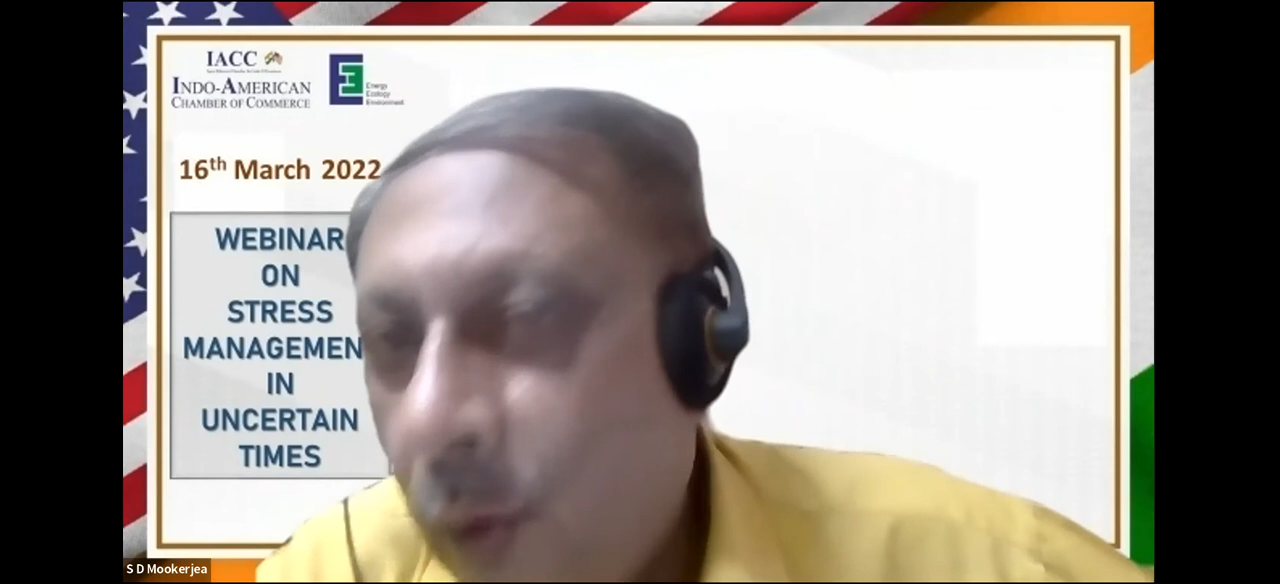 IACC
INDO-AMERICAN
CHAMBER OF COMMERCE
Energy
Ecology
Environment
16th March 2022
WEBINAR
ON
STRESS
MANAGEMEN
IN
UNCERTAIN
TIMES
S D Mookerjea